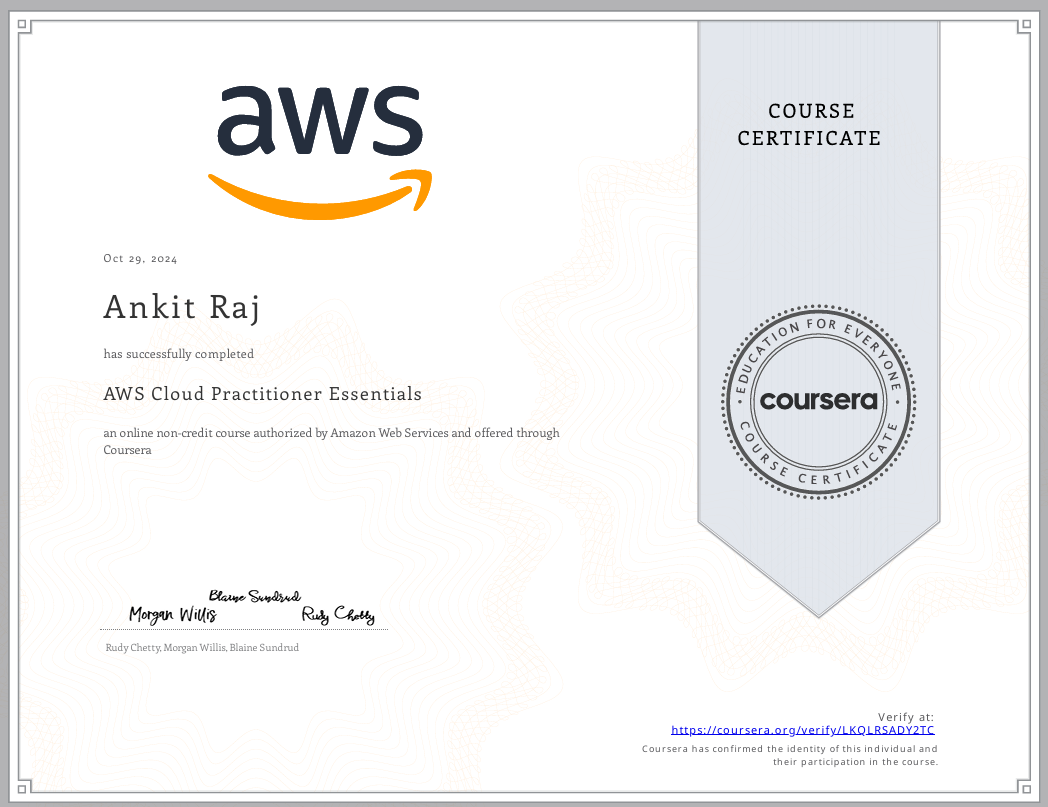 aws
COURSE
CERTIFICATE
Oct 29, 2024
Ankit Raj
has successfully completed
AWS Cloud Practitioner Essentials
an online non-credit course authorized by Amazon Web Services and offered through
Coursera
EDUCATION FOR EVERYONE
coursera
COURSE CERTIFICATE
Blaine Sundrud
Morgan Willis
Rudy Chetty
Rudy Chetty, Morgan Willis, Blaine Sundrud
Verify at:
https://coursera.org/verify/LKQLRSADY2TC
Coursera has confirmed the identity of this individual and
their participation in the course.